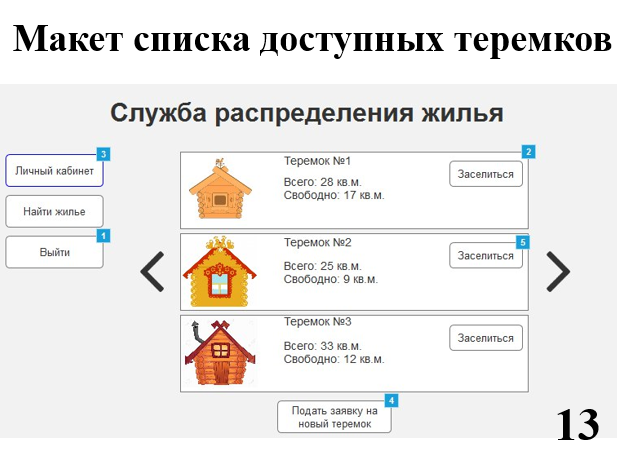 Макет списка доступных теремков
Служба распределения жилья
3
Личный кабинет
Найти жилье
1
Выйти
2
Теремок №1
Всего: 28 кв.м.
Свободно: 17 кв.м.
Заселиться
Теремок №2
Всего: 25 кв.м.
Свободно: 9 кв.м.
5
Заселиться
Теремок №3
Всего: 33 кв.м.
Свободно: 12 кв.м.
Заселиться
4
Подать заявку на
новый теремок
13